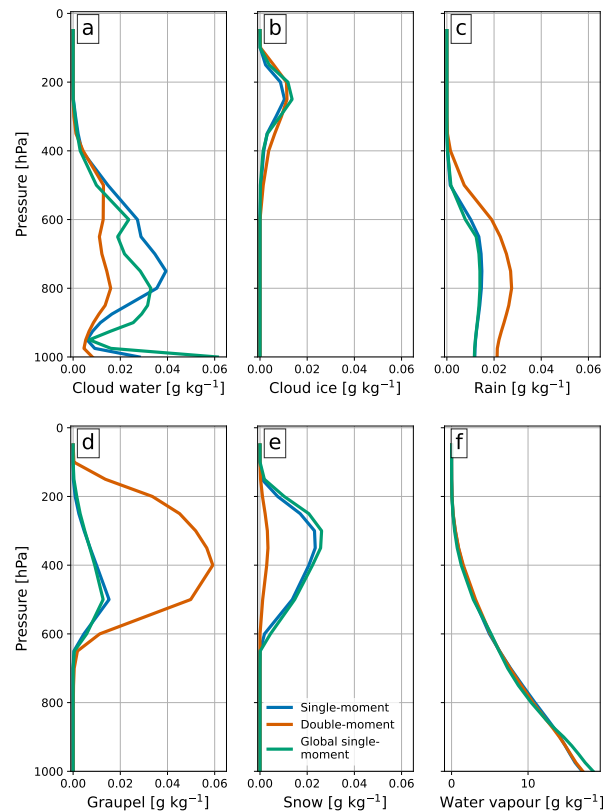 a
b
c
0
200
400
600
800
1000
Pressure [hPa]
0.00 0.02 0.04 0.06
Cloud water [g kg⁻¹]
0.00 0.02 0.04 0.06
Cloud ice [g kg⁻¹]
0.00 0.02 0.04 0.06
Rain [g kg⁻¹]
d
e
f
0
200
400
600
800
1000
Pressure [hPa]
Single-moment
Double-moment
Global single-
moment
0.00 0.02 0.04 0.06
Graupel [g kg⁻¹]
0.00 0.02 0.04 0.06
Snow [g kg⁻¹]
0 10
Water vapour [g kg⁻¹]